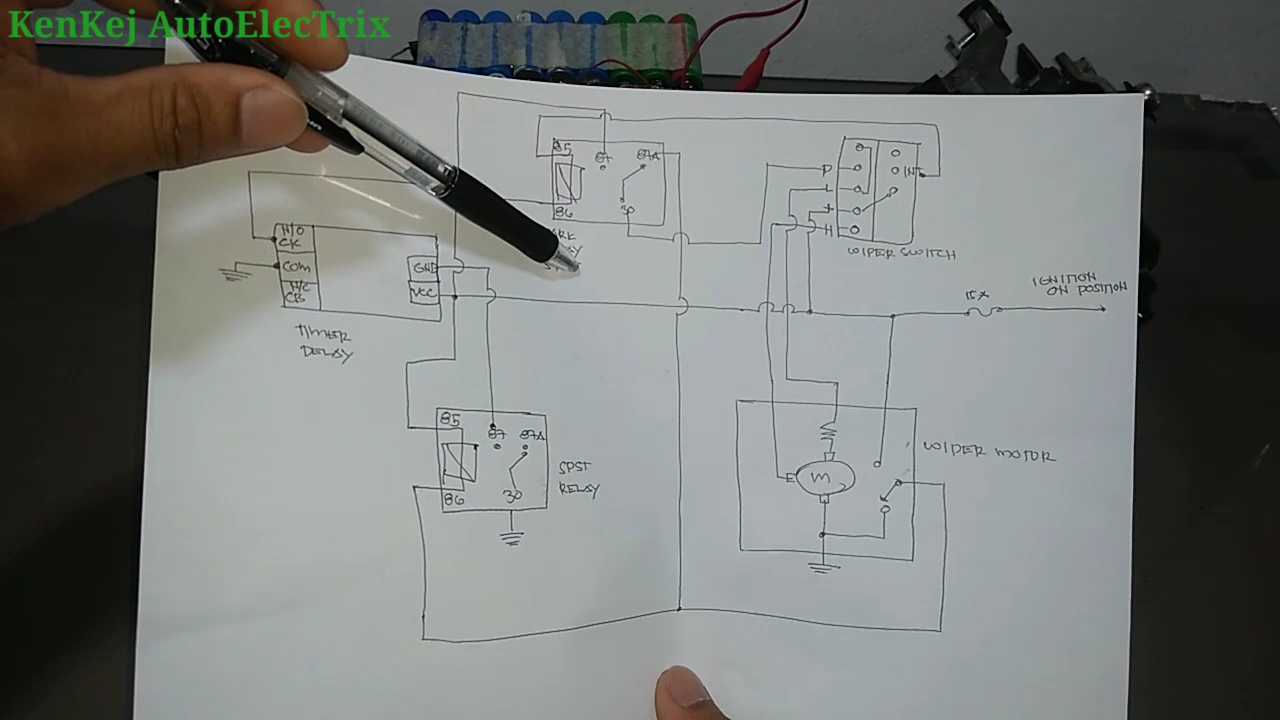 KenKej AutoElecTrix
85
87
87A
86
30
P
L
+
H
INT
WIPER SWITCH
N/O
CK
COM
N/C
CB
GND
VCC
TIMER
DELAY
15A
IGNITION
ON POSITION
85
87
87A
86
30
SPST
RELAY
M
WIPER MOTOR